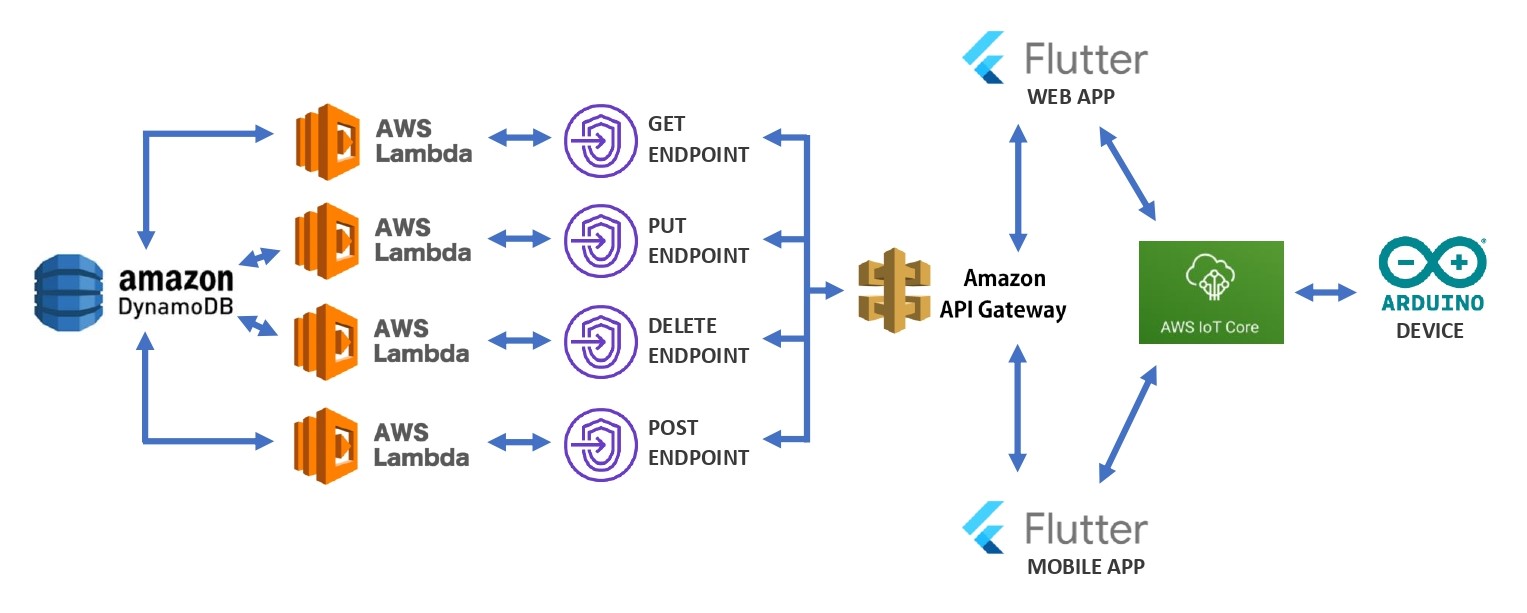 Flutter
WEB APP
AWS
Lambda
GET
ENDPOINT
AWS
Lambda
PUT
ENDPOINT
amazon
DynamoDB
Amazon
API Gateway
AWS IoT Core
ARDUINO
DEVICE
AWS
Lambda
DELETE
ENDPOINT
AWS
Lambda
POST
ENDPOINT
Flutter
MOBILE APP